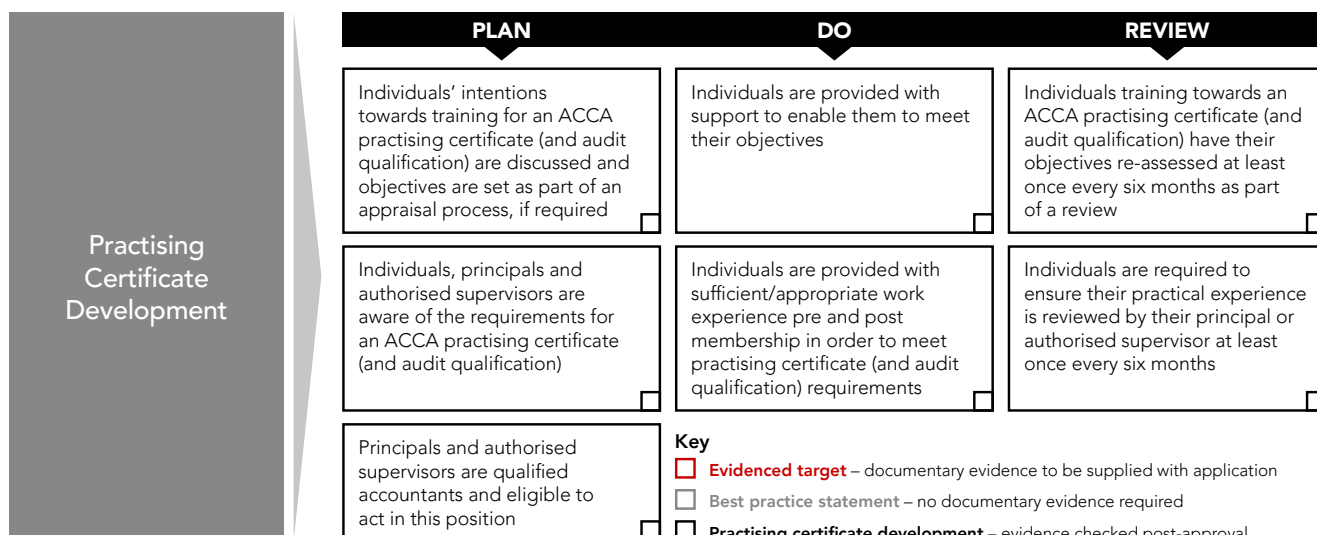 Practising
Certificate
Development
PLAN
DO
REVIEW
Individuals’ intentions
towards training for an ACCA
practising certificate (and audit
qualification) are discussed and
objectives are set as part of an
appraisal process, if required
Individuals are provided with
support to enable them to meet
their objectives
Individuals training towards an
ACCA practising certificate (and
audit qualification) have their
objectives re-assessed at least
once every six months as part
of a review
Individuals, principals and
authorised supervisors are
aware of the requirements for
an ACCA practising certificate
(and audit qualification)
Individuals are provided with
sufficient/appropriate work
experience pre and post
membership in order to meet
practising certificate (and audit
qualification) requirements
Individuals are required to
ensure their practical experience
is reviewed by their principal or
authorised supervisor at least
once every six months
Principals and authorised
supervisors are qualified
accountants and eligible to
act in this position
Key
Evidenced target – documentary evidence to be supplied with application
Best practice statement – no documentary evidence required
Practising certificate development – evidence checked post-approval